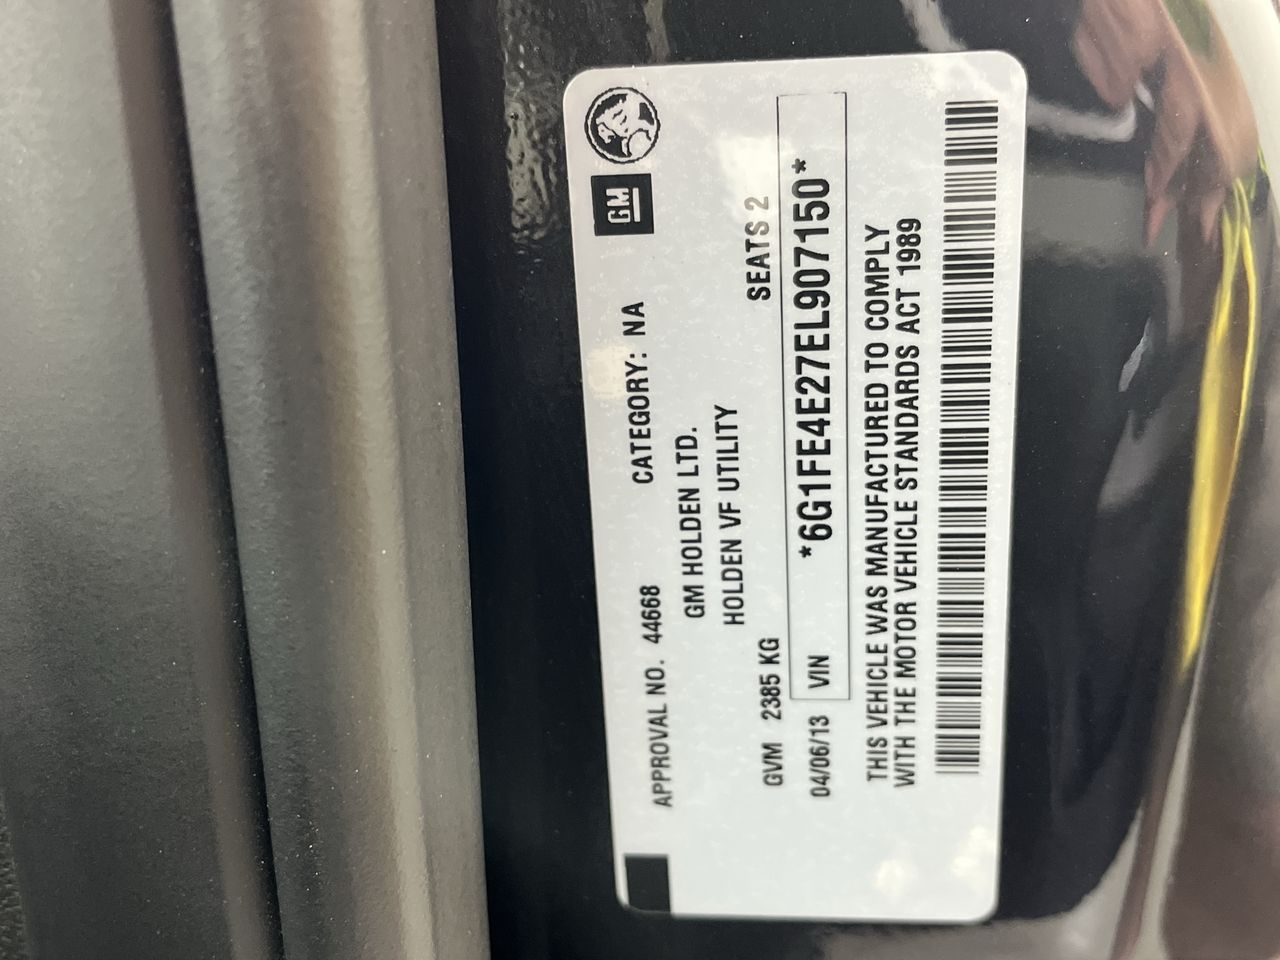 GM
APPROVAL NO. 44668 CATEGORY: NA
GM HOLDEN LTD.
HOLDEN VF UTILITY
GVM 2385 KG SEATS 2
04/06/13 VIN *6G1FE4E27EL907150*
THIS VEHICLE WAS MANUFACTURED TO COMPLY
WITH THE MOTOR VEHICLE STANDARDS ACT 1989